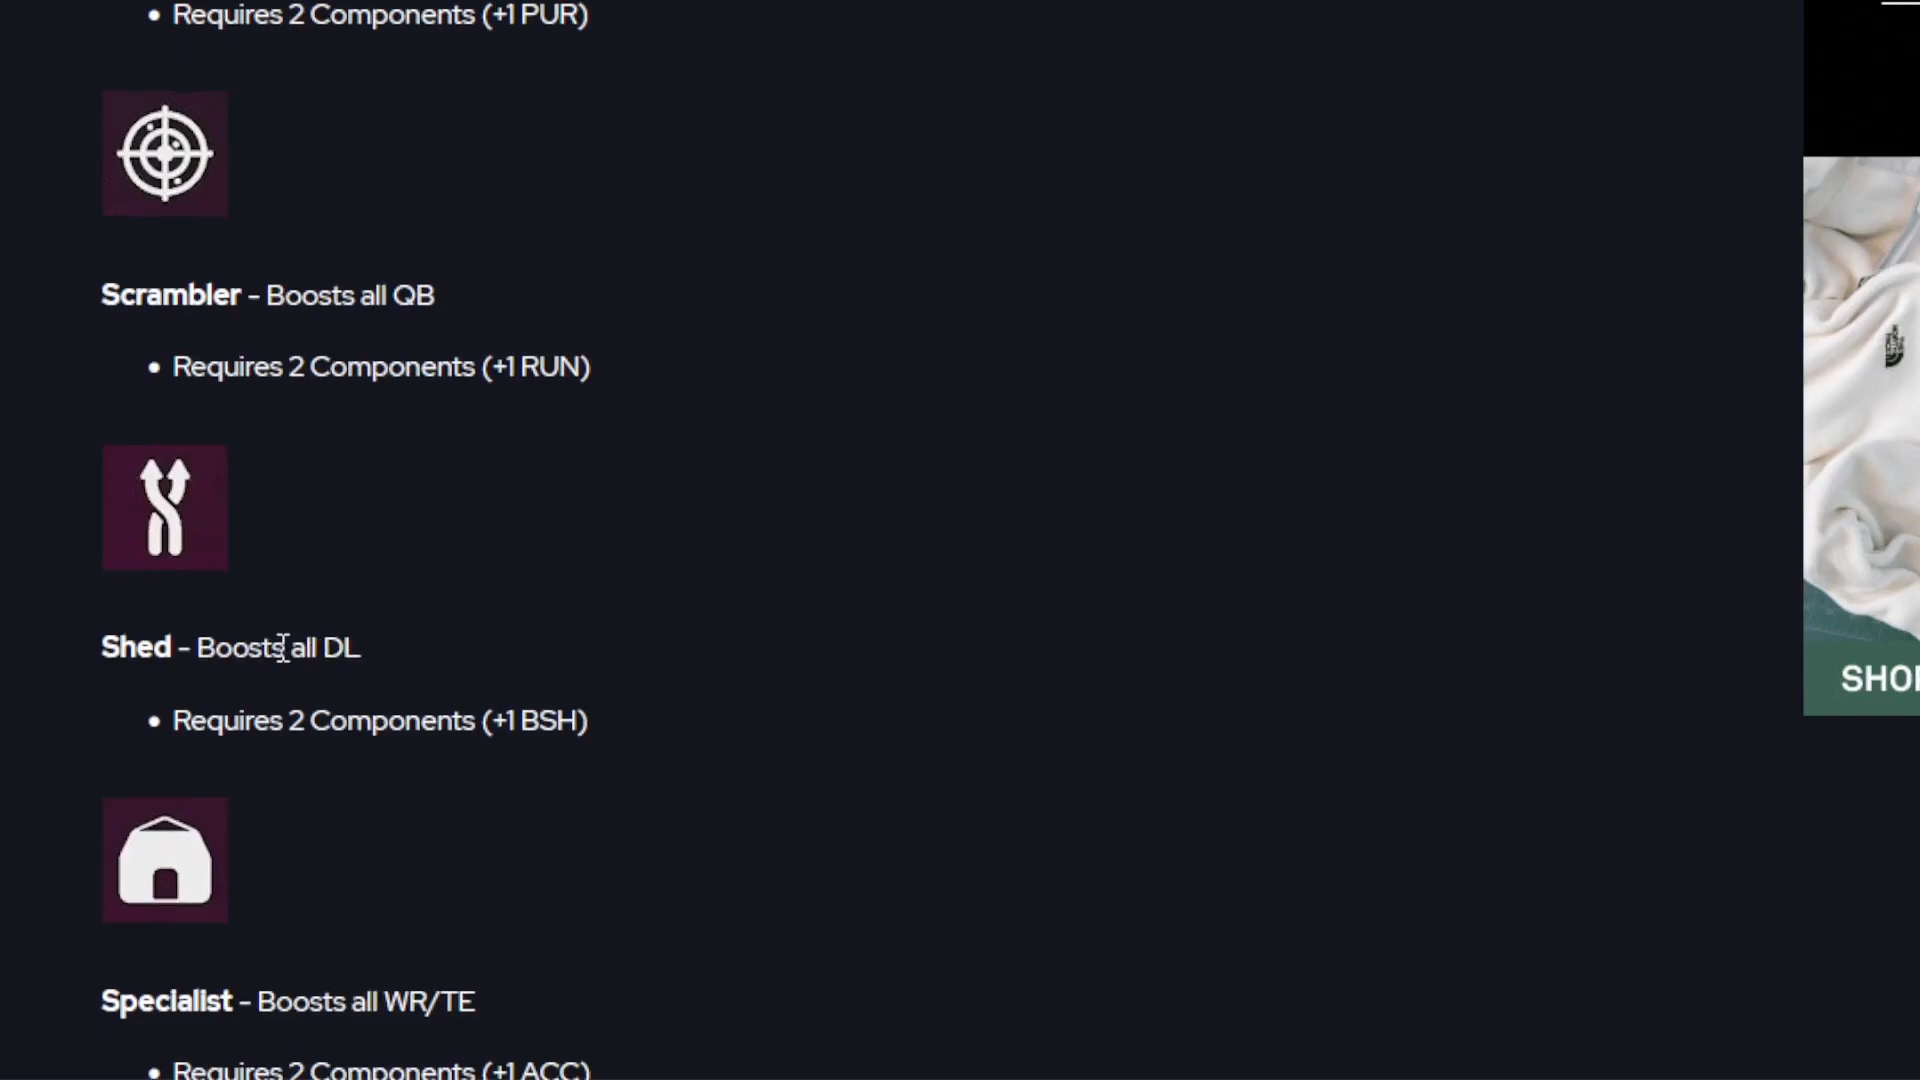 Requires 2 Components (+1 PUR)
Scrambler - Boosts all QB
Requires 2 Components (+1 RUN)
Shed - Boosts all DL
Requires 2 Components (+1 BSH)
Specialist - Boosts all WR/TE
Requires 2 Components (+1 ACC)